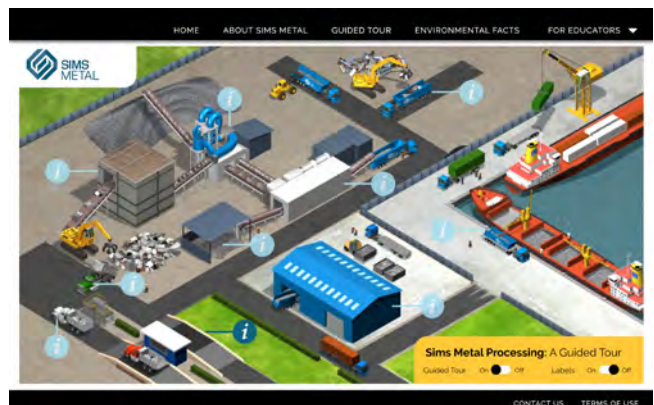 HOME ABOUT SIMS METAL GUIDED TOUR ENVIRONMENTAL FACTS FOR EDUCATORS
SIMS
METAL
i
i
i
i
i
i
i
i
i
i
Sims Metal Processing: A Guided Tour
Guided Tour On Off Labels On Off
CONTACT US TERMS OF USE